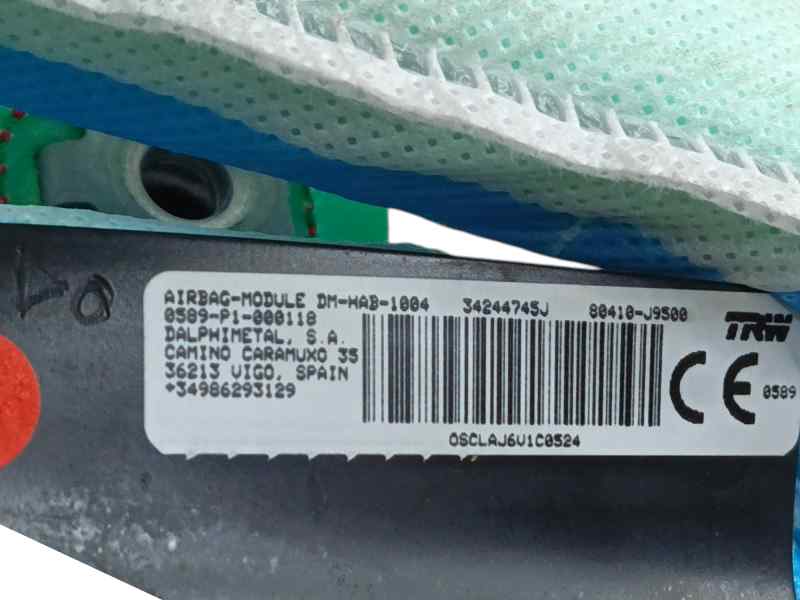 AIRBAG-MODULE DM-HAB-1004 34244745J 80410-J9500
0589-P1-000118
DALPHIMETAL, S.A.
CAMINO CARAMUXO 35
36213 VIGO, SPAIN
+34986293129
TRW
CE 0589
OSCLAJ6V1C0524